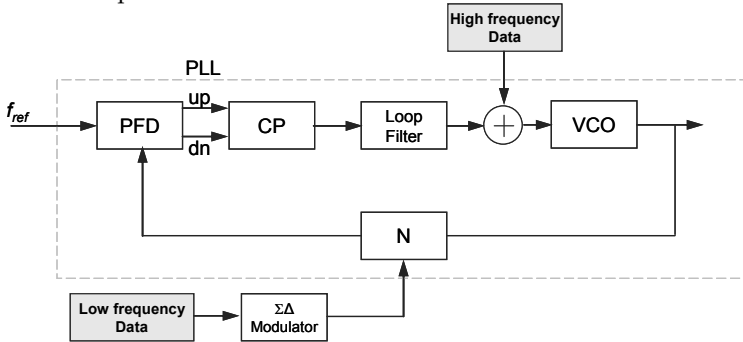 High frequency
Data
PLL
f_ref
PFD
up
dn
CP
Loop
Filter
+
VCO
N
Low frequency
Data
ΣΔ
Modulator